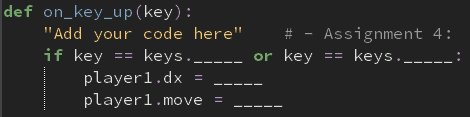 def on_key_up(key):
    "Add your code here"    # - Assignment 4:
    if key == keys._____ or key == keys._____:
        player1.dx = _____
        player1.move = _____